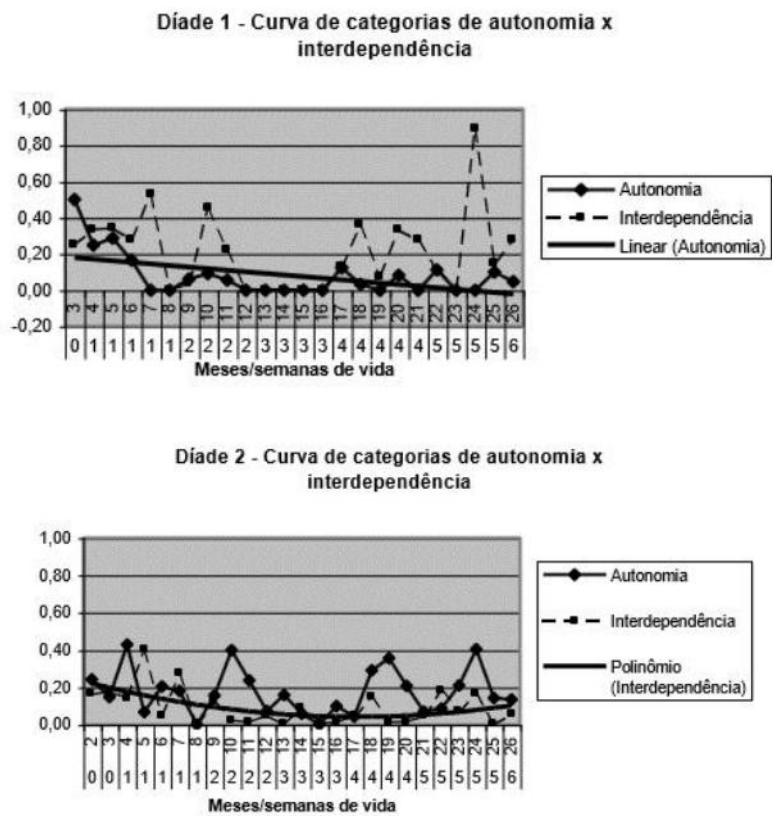 Díade 1 - Curva de categorias de autonomia x
interdependência
1,00
0,80
0,60
0,40
0,20
0,00
-0,20
3 4 5 6 7 8 9 10 11 12 13 14 15 16 17 18 19 20 21 22 23 24 25 26
0 1 1 1 1 1 2 2 2 2 3 3 3 3 4 4 4 4 4 5 5 5 5 6
Meses/semanas de vida
Autonomia
Interdependência
Linear (Autonomia)
Díade 2 - Curva de categorias de autonomia x
interdependência
1,00
0,80
0,60
0,40
0,20
0,00
2 3 4 5 6 7 8 9 10 11 12 13 14 15 16 17 18 19 20 21 22 23 24 25 26
0 0 1 1 1 1 1 2 2 2 2 3 3 3 3 4 4 4 4 5 5 5 5 5 6
Meses/semanas de vida
Autonomia
Interdependência
Polinômio
(Interdependência)